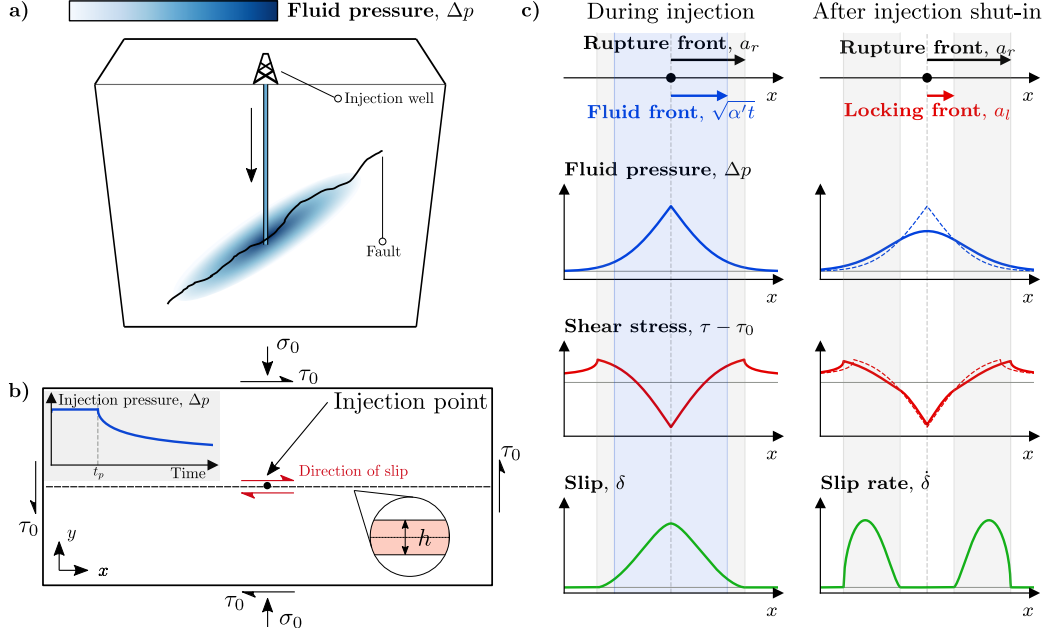 a)
Fluid pressure, Δp
Injection well
Fault
b)
σ₀
τ₀
Injection pressure, Δp
Injection point
t_p
Time
Direction of slip
τ₀
τ₀
h
y
x
τ₀
σ₀
c)
During injection
Rupture front, a_r
x
Fluid front, √α′t
Fluid pressure, Δp
x
Shear stress, τ − τ₀
x
Slip, δ
x
After injection shut-in
Rupture front, a_r
x
Locking front, a_l
x
x
Slip rate, δ̇
x